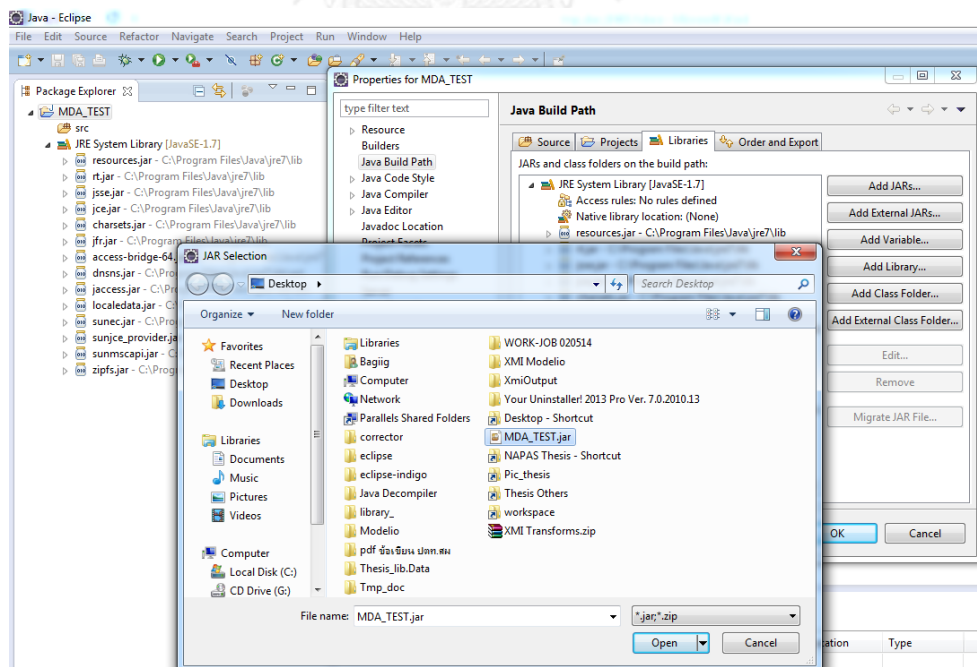 Java - Eclipse
File Edit Source Refactor Navigate Search Project Run Window Help
Package Explorer
MDA_TEST
src
JRE System Library [JavaSE-1.7]
resources.jar - C:\Program Files\Java\jre7\lib
rt.jar - C:\Program Files\Java\jre7\lib
jsse.jar - C:\Program Files\Java\jre7\lib
jce.jar - C:\Program Files\Java\jre7\lib
charsets.jar - C:\Program Files\Java\jre7\lib
jfr.jar - C:\Program Files\Java\jre7\lib
access-bridge-64.
dnsns.jar - C:\Pro
jaccess.jar - C:\Pro
localedata.jar - C
sunec.jar - C:\Pro
sunjce_provider.ja
sunmscapi.jar - C:
zipfs.jar - C:\Progr
Properties for MDA_TEST
type filter text
Resource
Builders
Java Build Path
Java Code Style
Java Compiler
Java Editor
Javadoc Location
Project Facets
Project References
Java Build Path
Source Projects Libraries Order and Export
JARs and class folders on the build path:
JRE System Library [JavaSE-1.7]
Access rules: No rules defined
Native library location: (None)
resources.jar - C:\Program Files\Java\jre7\lib
Add JARs...
Add External JARs...
Add Variable...
Add Library...
Add Class Folder...
Add External Class Folder...
Edit...
Remove
Migrate JAR File...
OK Cancel
JAR Selection
Desktop
Search Desktop
Organize New folder
Favorites
Recent Places
Desktop
Downloads
Libraries
Documents
Music
Pictures
Videos
Computer
Local Disk (C:)
CD Drive (G:)
Libraries
Bagiig
Computer
Network
Parallels Shared Folders
corrector
eclipse
eclipse-indigo
Java Decompiler
library_
Modelio
pdf ข้อเขียน ปตท.สผ
Thesis_lib.Data
Tmp_doc
WORK-JOB 020514
XMI Modelio
XmiOutput
Your Uninstaller! 2013 Pro Ver. 7.0.2010.13
Desktop - Shortcut
MDA_TEST.jar
NAPAS Thesis - Shortcut
Pic_thesis
Thesis Others
workspace
XMI Transforms.zip
File name: MDA_TEST.jar
*.jar;*.zip
Open Cancel
ation Type